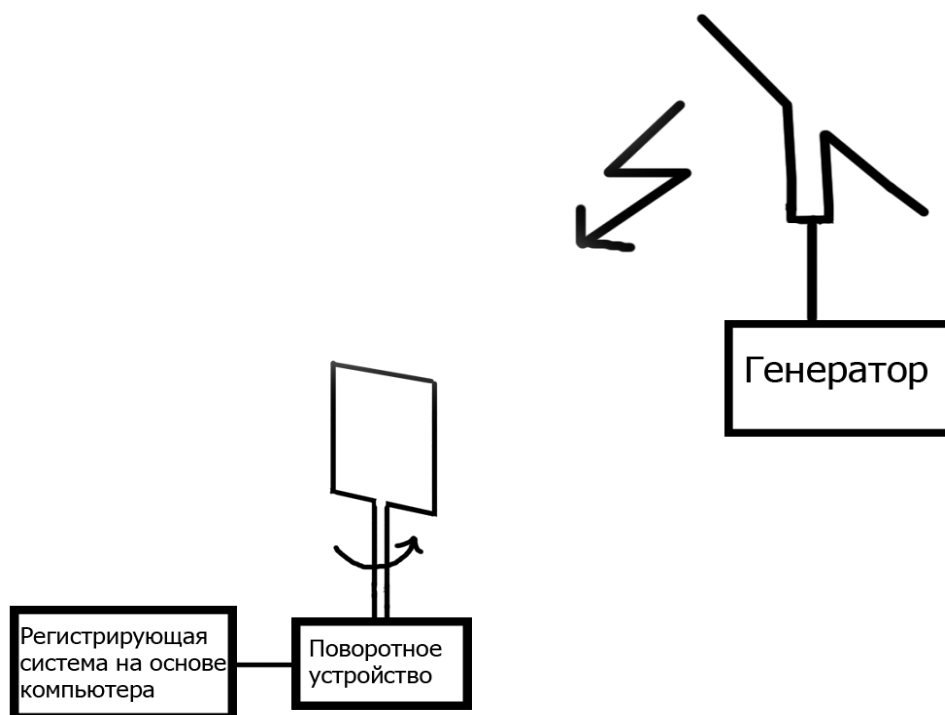 Генератор
Регистрирующая
система на основе
компьютера
Поворотное
устройство